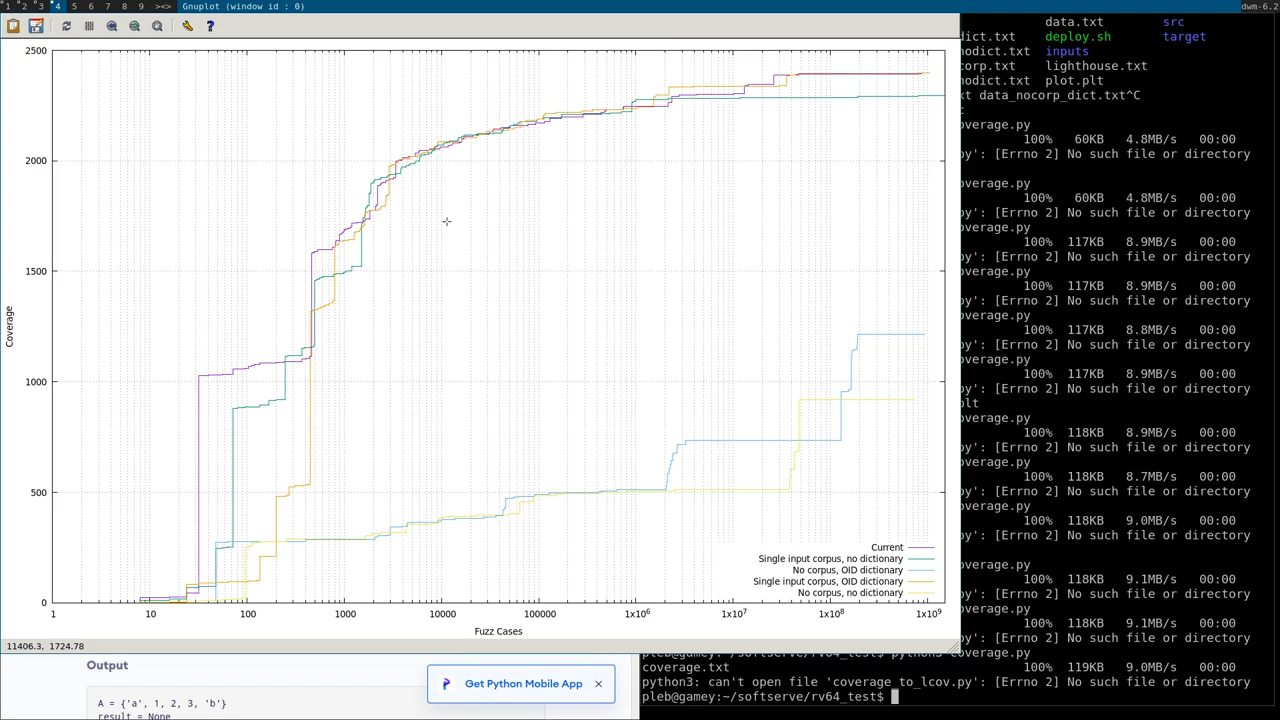 1 2 3 4 5 6 7 8 9 ><> Gnuplot (window id : 0) dwm-6.2
2500
2000
1500
1000
500
0
Coverage
1 10 100 1000 10000 100000 1x10^6 1x10^7 1x10^8 1x10^9
Fuzz Cases
Current
Single input corpus, no dictionary
No corpus, OID dictionary
Single input corpus, OID dictionary
No corpus, no dictionary
11406.3, 1724.78
Output
A = {'a', 1, 2, 3, 'b'}
result = None
Get Python Mobile App ×
data.txt src
dict.txt deploy.sh target
nodict.txt inputs
corp.txt lighthouse.txt
nodict.txt plot.plt
xt data_nocorp_dict.txt^C
c
overage.py
100% 60KB 4.8MB/s 00:00
py': [Errno 2] No such file or directory
overage.py
100% 60KB 4.8MB/s 00:00
py': [Errno 2] No such file or directory
overage.py
100% 117KB 8.9MB/s 00:00
py': [Errno 2] No such file or directory
overage.py
100% 117KB 8.9MB/s 00:00
py': [Errno 2] No such file or directory
overage.py
100% 117KB 8.8MB/s 00:00
py': [Errno 2] No such file or directory
overage.py
100% 117KB 8.9MB/s 00:00
py': [Errno 2] No such file or directory
plt
overage.py
100% 118KB 8.9MB/s 00:00
py': [Errno 2] No such file or directory
overage.py
100% 118KB 8.7MB/s 00:00
py': [Errno 2] No such file or directory
overage.py
100% 118KB 9.0MB/s 00:00
py': [Errno 2] No such file or directory
overage.py
100% 118KB 9.1MB/s 00:00
py': [Errno 2] No such file or directory
overage.py
100% 118KB 9.1MB/s 00:00
py': [Errno 2] No such file or directory
pleb@gamey:~/softserve/rv64_test$ python3 coverage.py
coverage.txt 100% 119KB 9.0MB/s 00:00
python3: can't open file 'coverage_to_lcov.py': [Errno 2] No such file or directory
pleb@gamey:~/softserve/rv64_test$